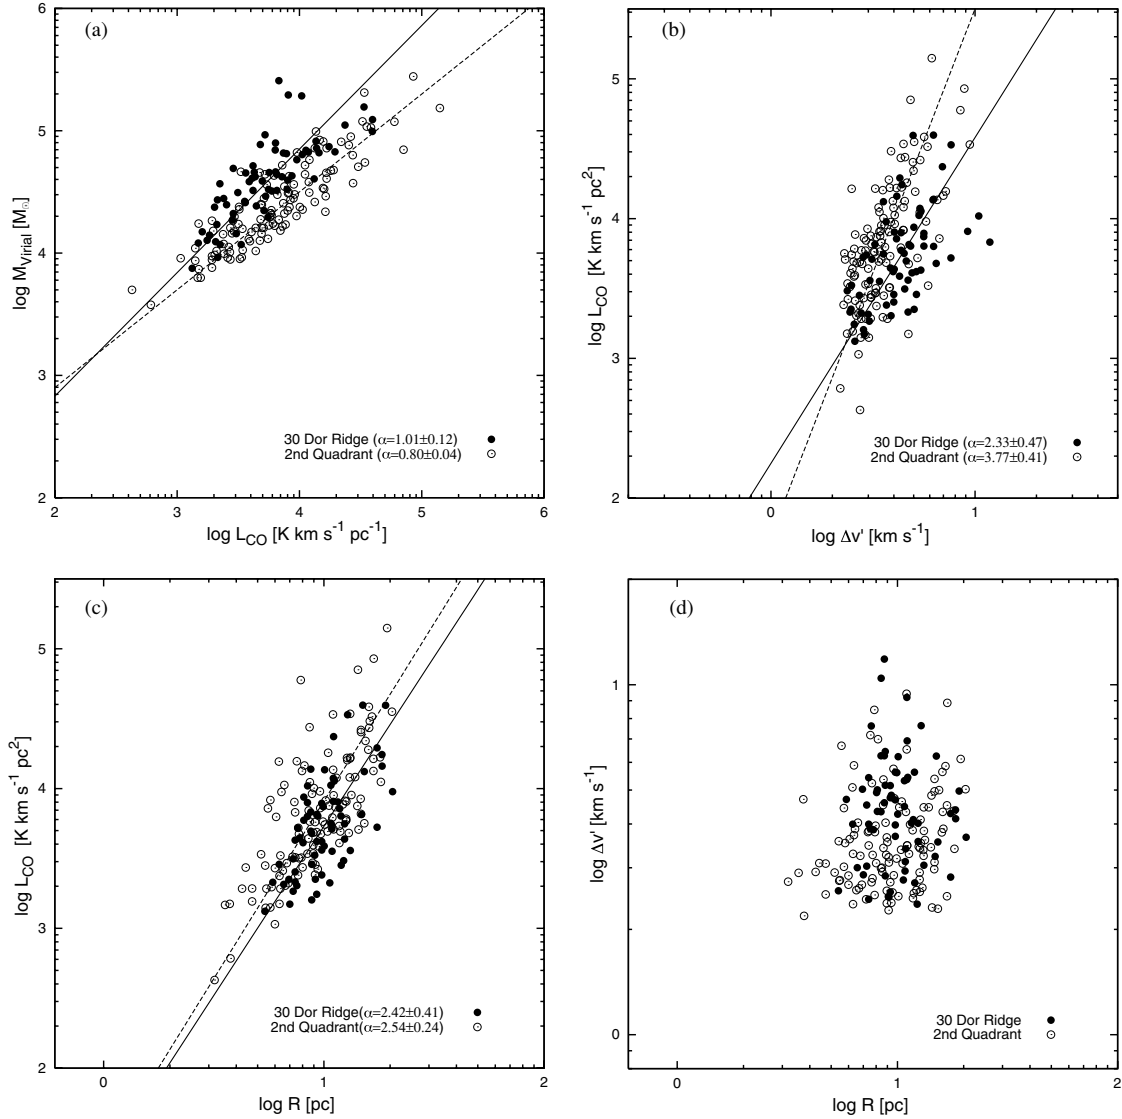 (a)
6
5
4
3
2
log M_Virial [M☉]
30 Dor Ridge (α=1.01±0.12)
2nd Quadrant (α=0.80±0.04)
2 3 4 5 6
log L_CO [K km s^-1 pc^-1]
(b)
5
4
3
2
log L_CO [K km s^-1 pc^2]
30 Dor Ridge (α=2.33±0.47)
2nd Quadrant (α=3.77±0.41)
0 1
log Δv' [km s^-1]
(c)
5
4
3
2
log L_CO [K km s^-1 pc^2]
30 Dor Ridge(α=2.42±0.41)
2nd Quadrant(α=2.54±0.24)
0 1 2
log R [pc]
(d)
1
0
log Δv' [km s^-1]
30 Dor Ridge
2nd Quadrant
0 1 2
log R [pc]